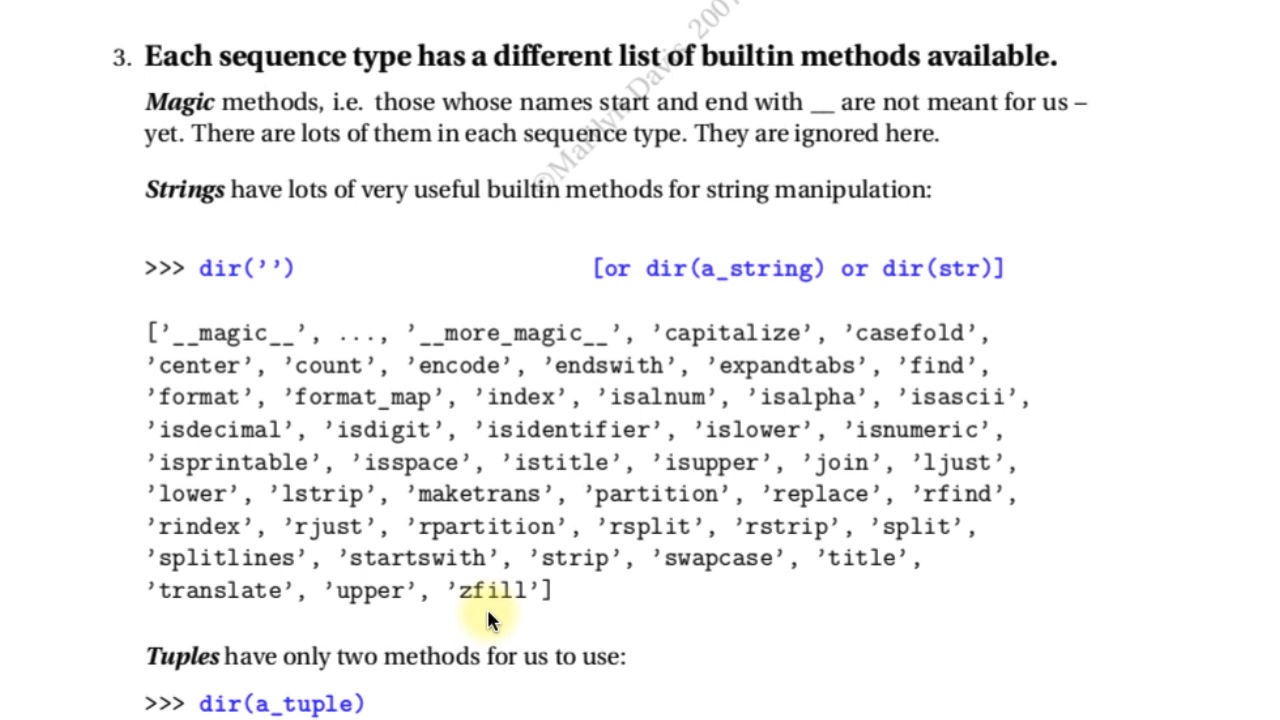 3. Each sequence type has a different list of builtin methods available.
Magic methods, i.e. those whose names start and end with __ are not meant for us –
yet. There are lots of them in each sequence type. They are ignored here.
©Marilyn Davis, 2007
Strings have lots of very useful builtin methods for string manipulation:
>>> dir('') [or dir(a_string) or dir(str)]
['__magic__', ..., '__more_magic__', 'capitalize', 'casefold',
'center', 'count', 'encode', 'endswith', 'expandtabs', 'find',
'format', 'format_map', 'index', 'isalnum', 'isalpha', 'isascii',
'isdecimal', 'isdigit', 'isidentifier', 'islower', 'isnumeric',
'isprintable', 'isspace', 'istitle', 'isupper', 'join', 'ljust',
'lower', 'lstrip', 'maketrans', 'partition', 'replace', 'rfind',
'rindex', 'rjust', 'rpartition', 'rsplit', 'rstrip', 'split',
'splitlines', 'startswith', 'strip', 'swapcase', 'title',
'translate', 'upper', 'zfill']
Tuples have only two methods for us to use:
>>> dir(a_tuple)